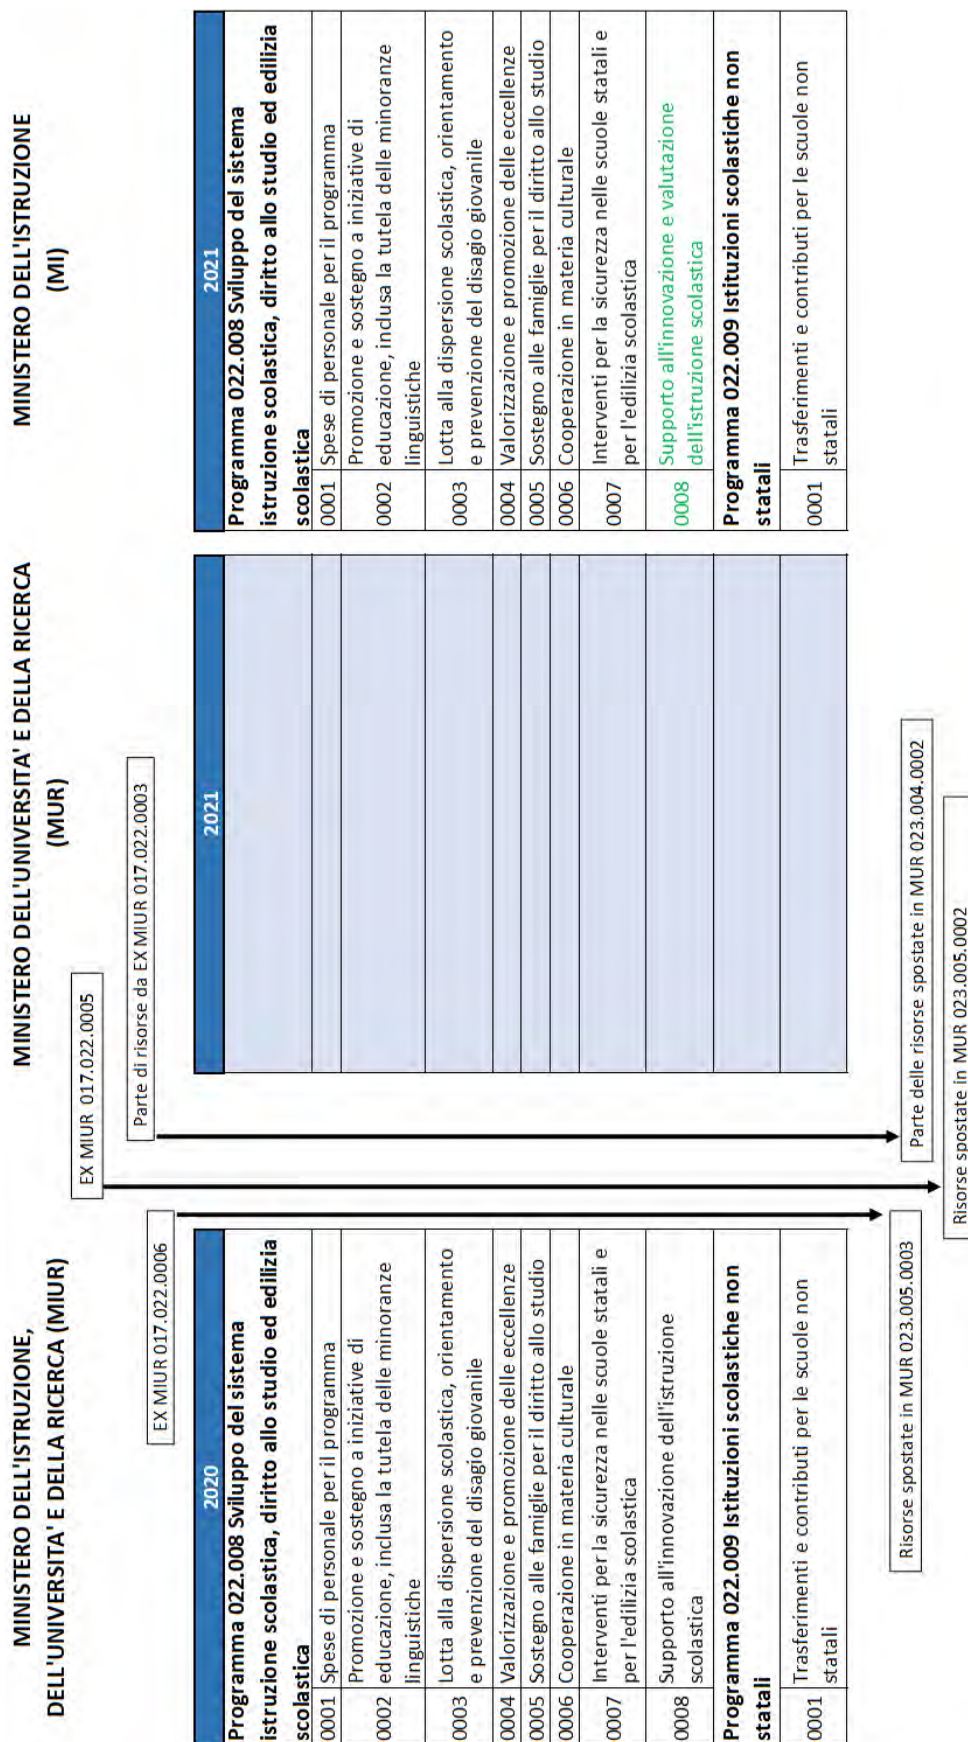 MINISTERO DELL'ISTRUZIONE,
DELL'UNIVERSITA' E DELLA RICERCA (MIUR)
MINISTERO DELL'UNIVERSITA' E DELLA RICERCA
(MUR)
MINISTERO DELL'ISTRUZIONE
(MI)
EX MIUR 017.022.0005
Parte di risorse da EX MIUR 017.022.0003
EX MIUR 017.022.0006
2020
Programma 022.008 Sviluppo del sistema
istruzione scolastica, diritto allo studio ed edilizia
scolastica
0001 Spese di personale per il programma
0002 Promozione e sostegno a iniziative di
educazione, inclusa la tutela delle minoranze
linguistiche
0003 Lotta alla dispersione scolastica, orientamento
e prevenzione del disagio giovanile
0004 Valorizzazione e promozione delle eccellenze
0005 Sostegno alle famiglie per il diritto allo studio
0006 Cooperazione in materia culturale
0007 Interventi per la sicurezza nelle scuole statali e
per l'edilizia scolastica
0008 Supporto all'innovazione dell'istruzione
scolastica
Programma 022.009 Istituzioni scolastiche non
statali
0001 Trasferimenti e contributi per le scuole non
statali
2021
2021
Programma 022.008 Sviluppo del sistema
istruzione scolastica, diritto allo studio ed edilizia
scolastica
0001 Spese di personale per il programma
0002 Promozione e sostegno a iniziative di
educazione, inclusa la tutela delle minoranze
linguistiche
0003 Lotta alla dispersione scolastica, orientamento
e prevenzione del disagio giovanile
0004 Valorizzazione e promozione delle eccellenze
0005 Sostegno alle famiglie per il diritto allo studio
0006 Cooperazione in materia culturale
0007 Interventi per la sicurezza nelle scuole statali e
per l'edilizia scolastica
0008 Supporto all'innovazione e valutazione
dell'istruzione scolastica
Programma 022.009 Istituzioni scolastiche non
statali
0001 Trasferimenti e contributi per le scuole non
statali
Risorse spostate in MUR 023.005.0003
Parte delle risorse spostate in MUR 023.004.0002
Risorse spostate in MUR 023.005.0002